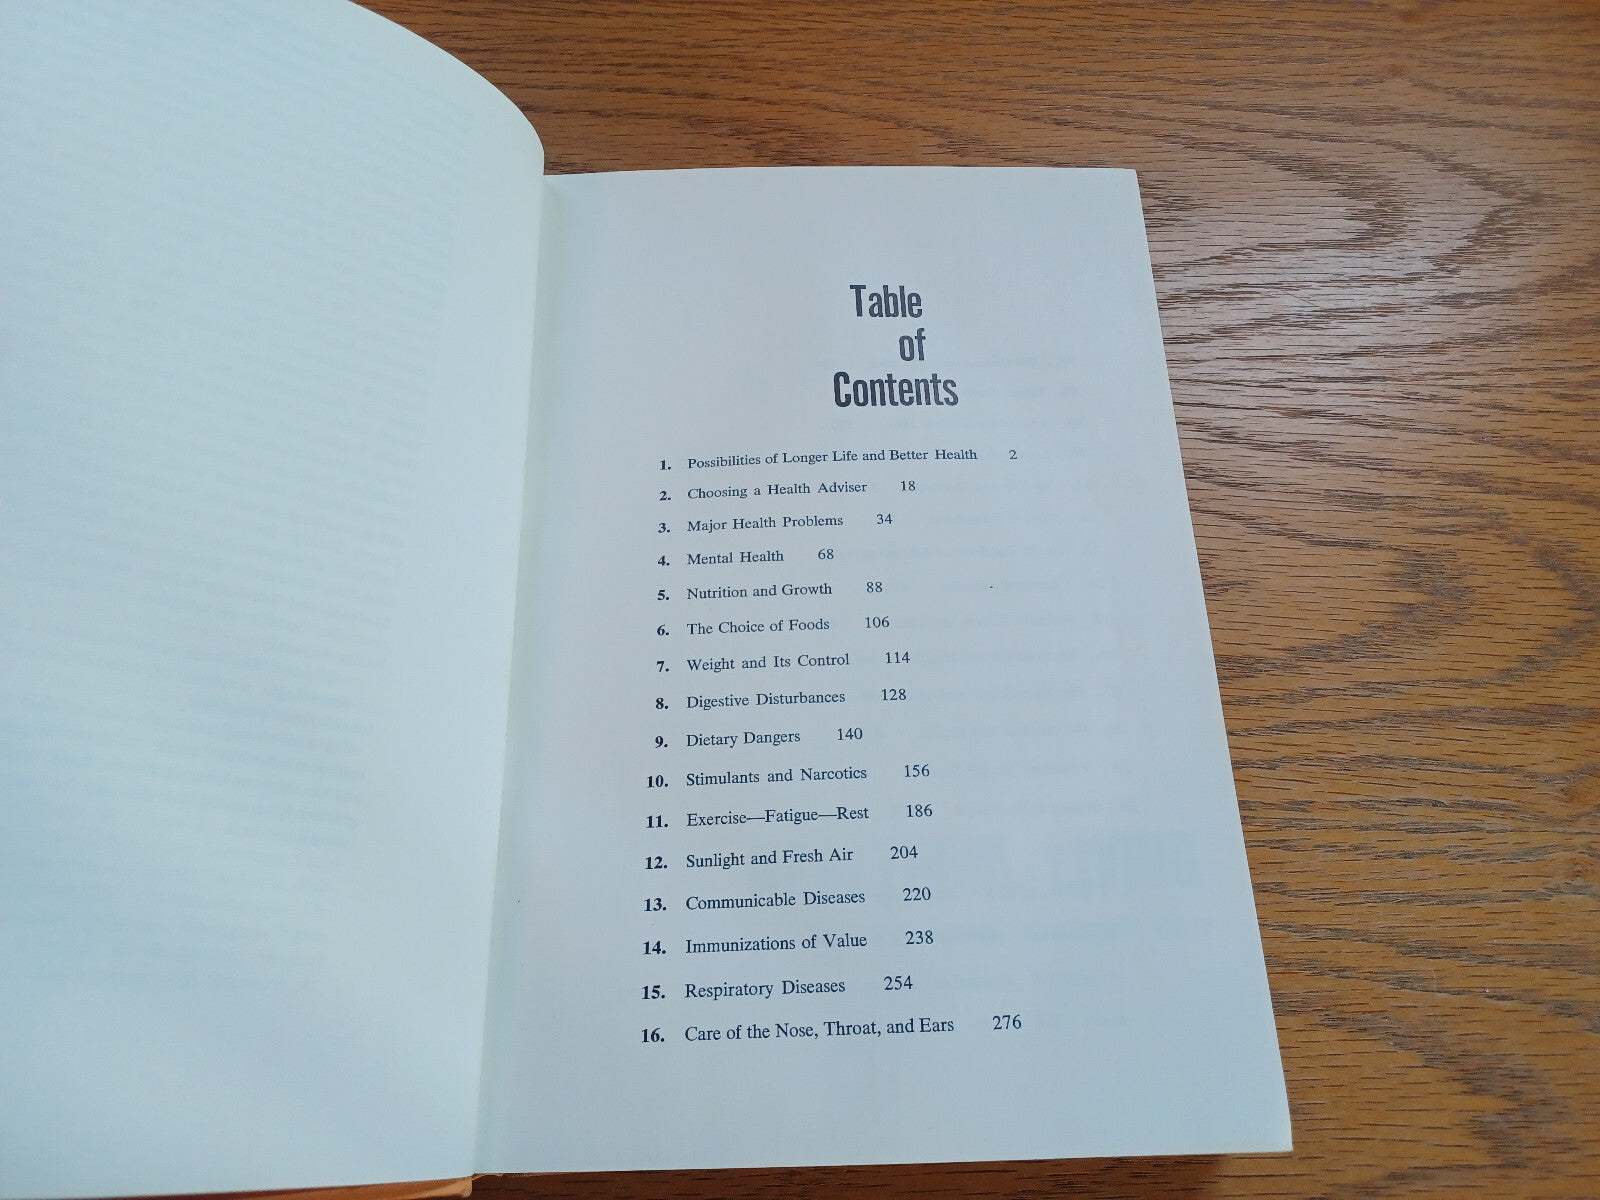 Table
of
Contents
1. Possibilities of Longer Life and Better Health 2
2. Choosing a Health Adviser 18
3. Major Health Problems 34
4. Mental Health 68
5. Nutrition and Growth 88
6. The Choice of Foods 106
7. Weight and Its Control 114
8. Digestive Disturbances 128
9. Dietary Dangers 140
10. Stimulants and Narcotics 156
11. Exercise—Fatigue—Rest 186
12. Sunlight and Fresh Air 204
13. Communicable Diseases 220
14. Immunizations of Value 238
15. Respiratory Diseases 254
16. Care of the Nose, Throat, and Ears 276